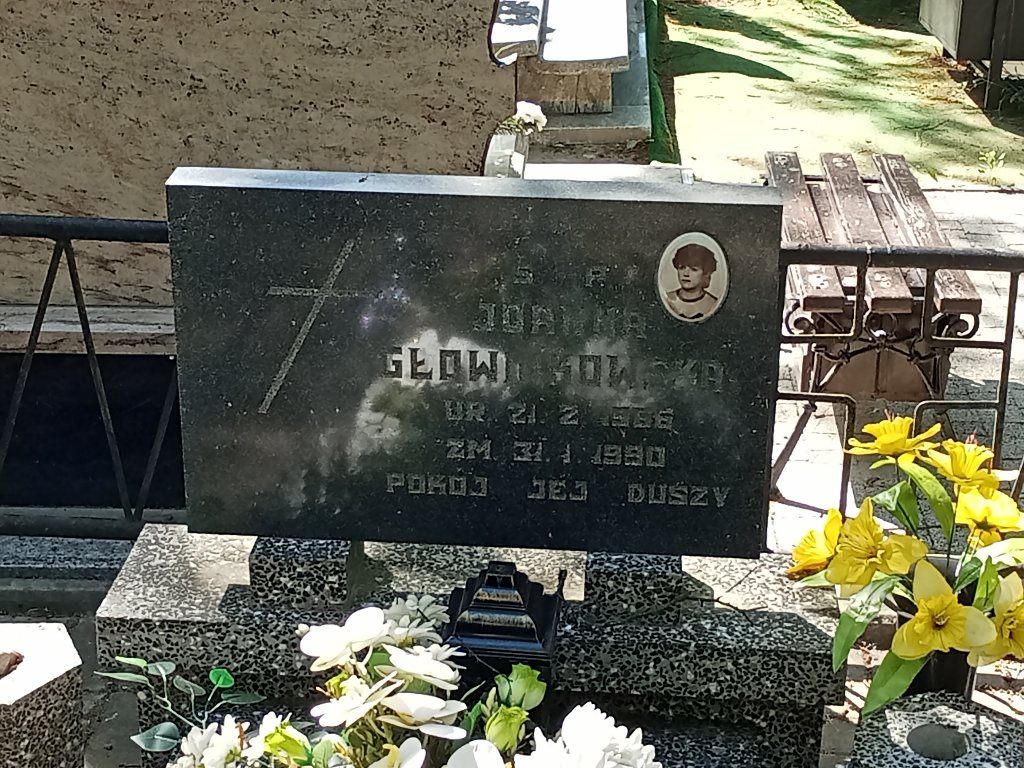 Ś P
JOANNA
UR 21 2
ZM 31 1 1990
POKÓJ JEJ DUSZY